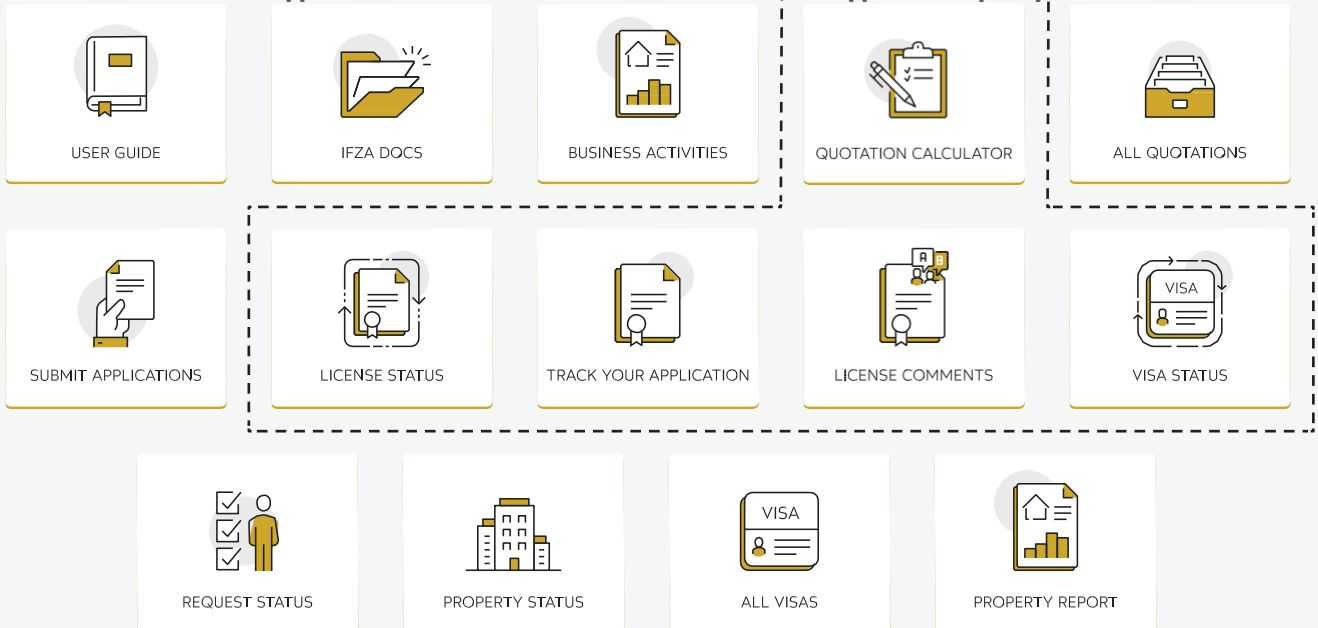 USER GUIDE
IFZA DOCS
BUSINESS ACTIVITIES
QUOTATION CALCULATOR
ALL QUOTATIONS
A
B
VISA
SUBMIT APPLICATIONS
LICENSE STATUS
TRACK YOUR APPLICATION
LICENSE COMMENTS
VISA STATUS
VISA
REQUEST STATUS
PROPERTY STATUS
ALL VISAS
PROPERTY REPORT